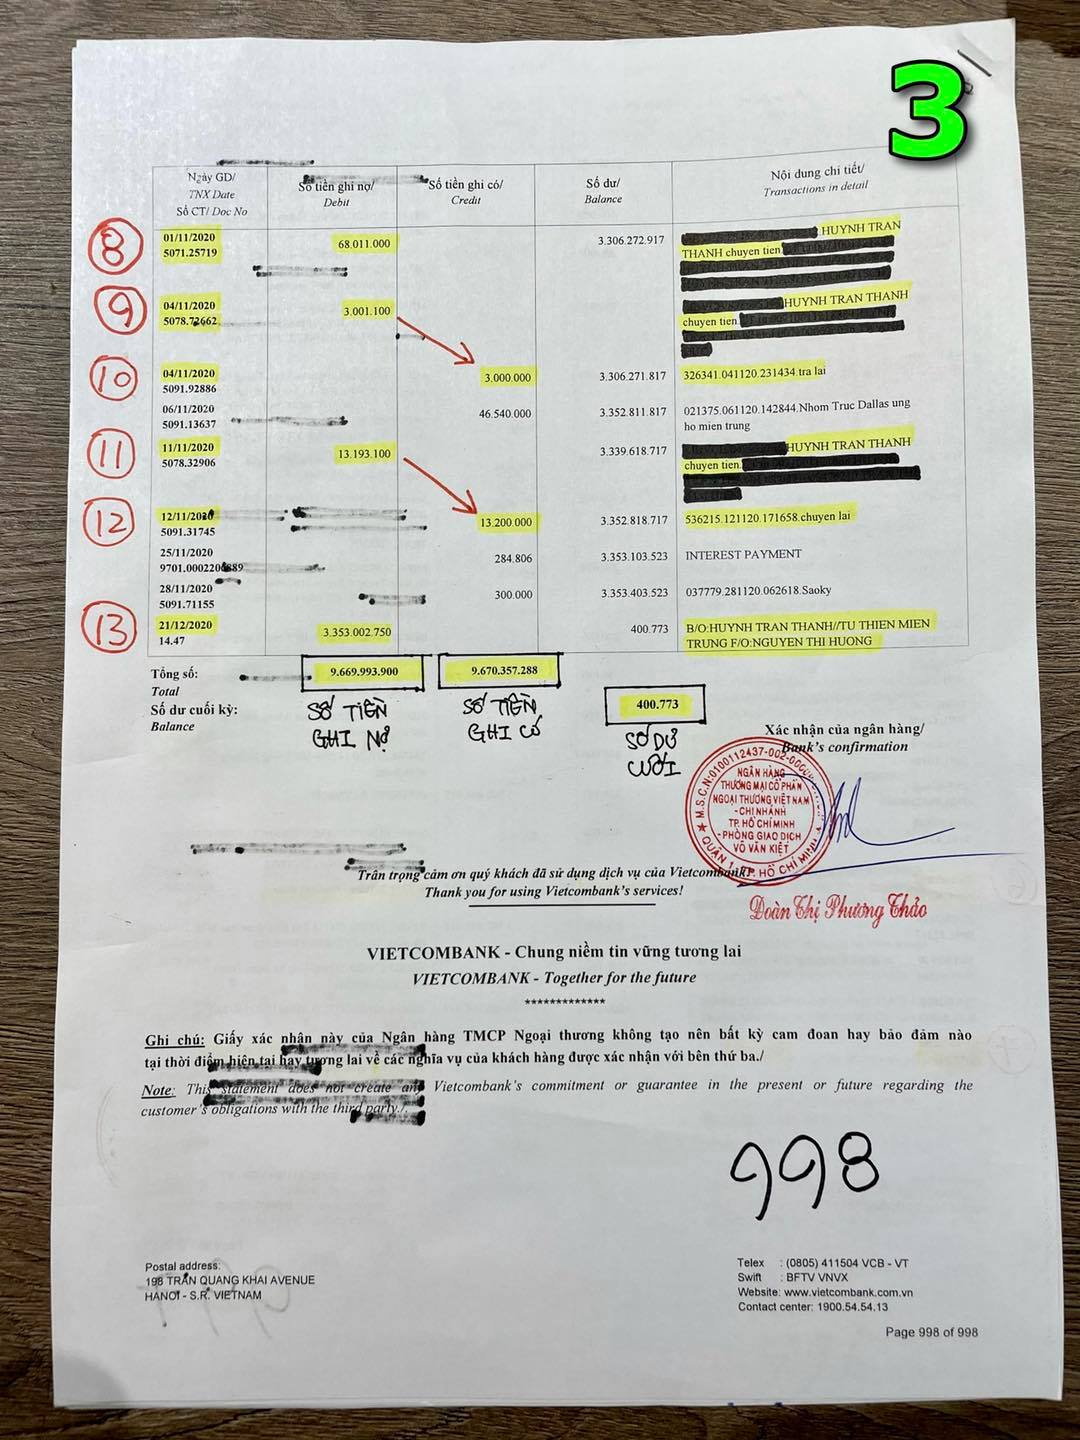 3
Ngày GD/
TNX Date
Số CT/ Doc No
Số tiền ghi nợ/
Debit
Số tiền ghi có/
Credit
Số dư/
Balance
Nội dung chi tiết/
Transactions in detail
8
01/11/2020
5071.25719
68.011.000
3.306.272.917
HUYNH TRAN
THANH chuyen tien.
9
04/11/2020
5078.72662
3.001.100
HUYNH TRAN THANH
chuyen tien.
10
04/11/2020
5091.92886
3.000.000
3.306.271.817
326341.041120.231434.tra lai
06/11/2020
5091.13637
46.540.000
3.352.811.817
021375.061120.142844.Nhom Truc Dallas ung
ho mien trung
11
11/11/2020
5078.32906
13.193.100
3.339.618.717
HUYNH TRAN THANH
chuyen tien.
12
12/11/2020
5091.31745
13.200.000
3.352.818.717
536215.121120.171658.chuyen lai
25/11/2020
284.806
3.353.103.523
INTEREST PAYMENT
28/11/2020
5091.71155
300.000
3.353.403.523
037779.281120.062618.Saoky
13
21/12/2020
14.47
3.353.002.750
400.773
B/O:HUYNH TRAN THANH//TU THIEN MIEN
TRUNG F/O:NGUYEN THI HUONG
Tổng số:
Total
9.669.993.900
9.670.357.288
Số dư cuối kỳ:
Balance
400.773
SỐ TIỀN
GHI NỢ
SỐ TIỀN
GHI CÓ
SỐ DƯ
CUỐI
Xác nhận của ngân hàng/
Bank's confirmation
NGÂN HÀNG
THƯƠNG MẠI CỔ PHẦN
NGOẠI THƯƠNG VIỆT NAM
- CHI NHÁNH
TP. HỒ CHÍ MINH
- PHÒNG GIAO DỊCH
VÕ VĂN KIỆT
QUẬN 1 - TP. HỒ CHÍ MINH
Đoàn Thị Phương Thảo
Trân trọng cảm ơn quý khách đã sử dụng dịch vụ của Vietcombank!
Thank you for using Vietcombank's services!
VIETCOMBANK - Chung niềm tin vững tương lai
VIETCOMBANK - Together for the future
*************
Ghi chú: Giấy xác nhận này của Ngân hàng TMCP Ngoại thương không tạo nên bất kỳ cam đoan hay bảo đảm nào
tại thời điểm hiện tại hay tương lai về các nghĩa vụ của khách hàng được xác nhận với bên thứ ba./
Note: This statement does not create any Vietcombank's commitment or guarantee in the present or future regarding the
customer's obligations with the third party./.
998
Postal address:
198 TRẦN QUANG KHAI AVENUE
HANOI - S.R. VIETNAM
Telex : (0805) 411504 VCB - VT
Swift : BFTV VNVX
Website: www.vietcombank.com.vn
Contact center: 1900.54.54.13
Page 998 of 998